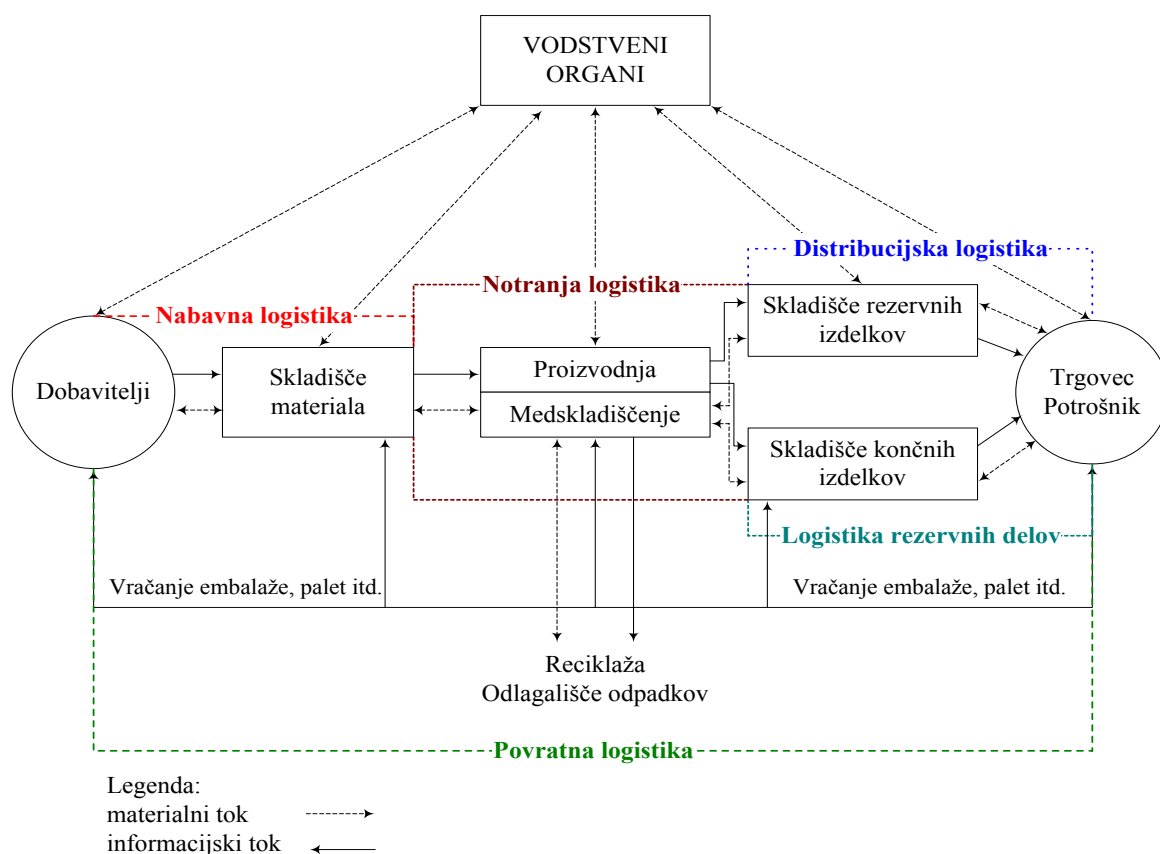 VODSTVENI
ORGANI
Distribucijska logistika
Notranja logistika
Nabavna logistika
Skladišče rezervnih
izdelkov
Dobavitelji
Skladišče
materiala
Proizvodnja
Medskladiščenje
Trgovec
Potrošnik
Skladišče končnih
izdelkov
Logistika rezervnih delov
Vračanje embalaže, palet itd.
Vračanje embalaže, palet itd.
Reciklaža
Odlagališče odpadkov
Povratna logistika
Legenda:
materialni tok
informacijski tok